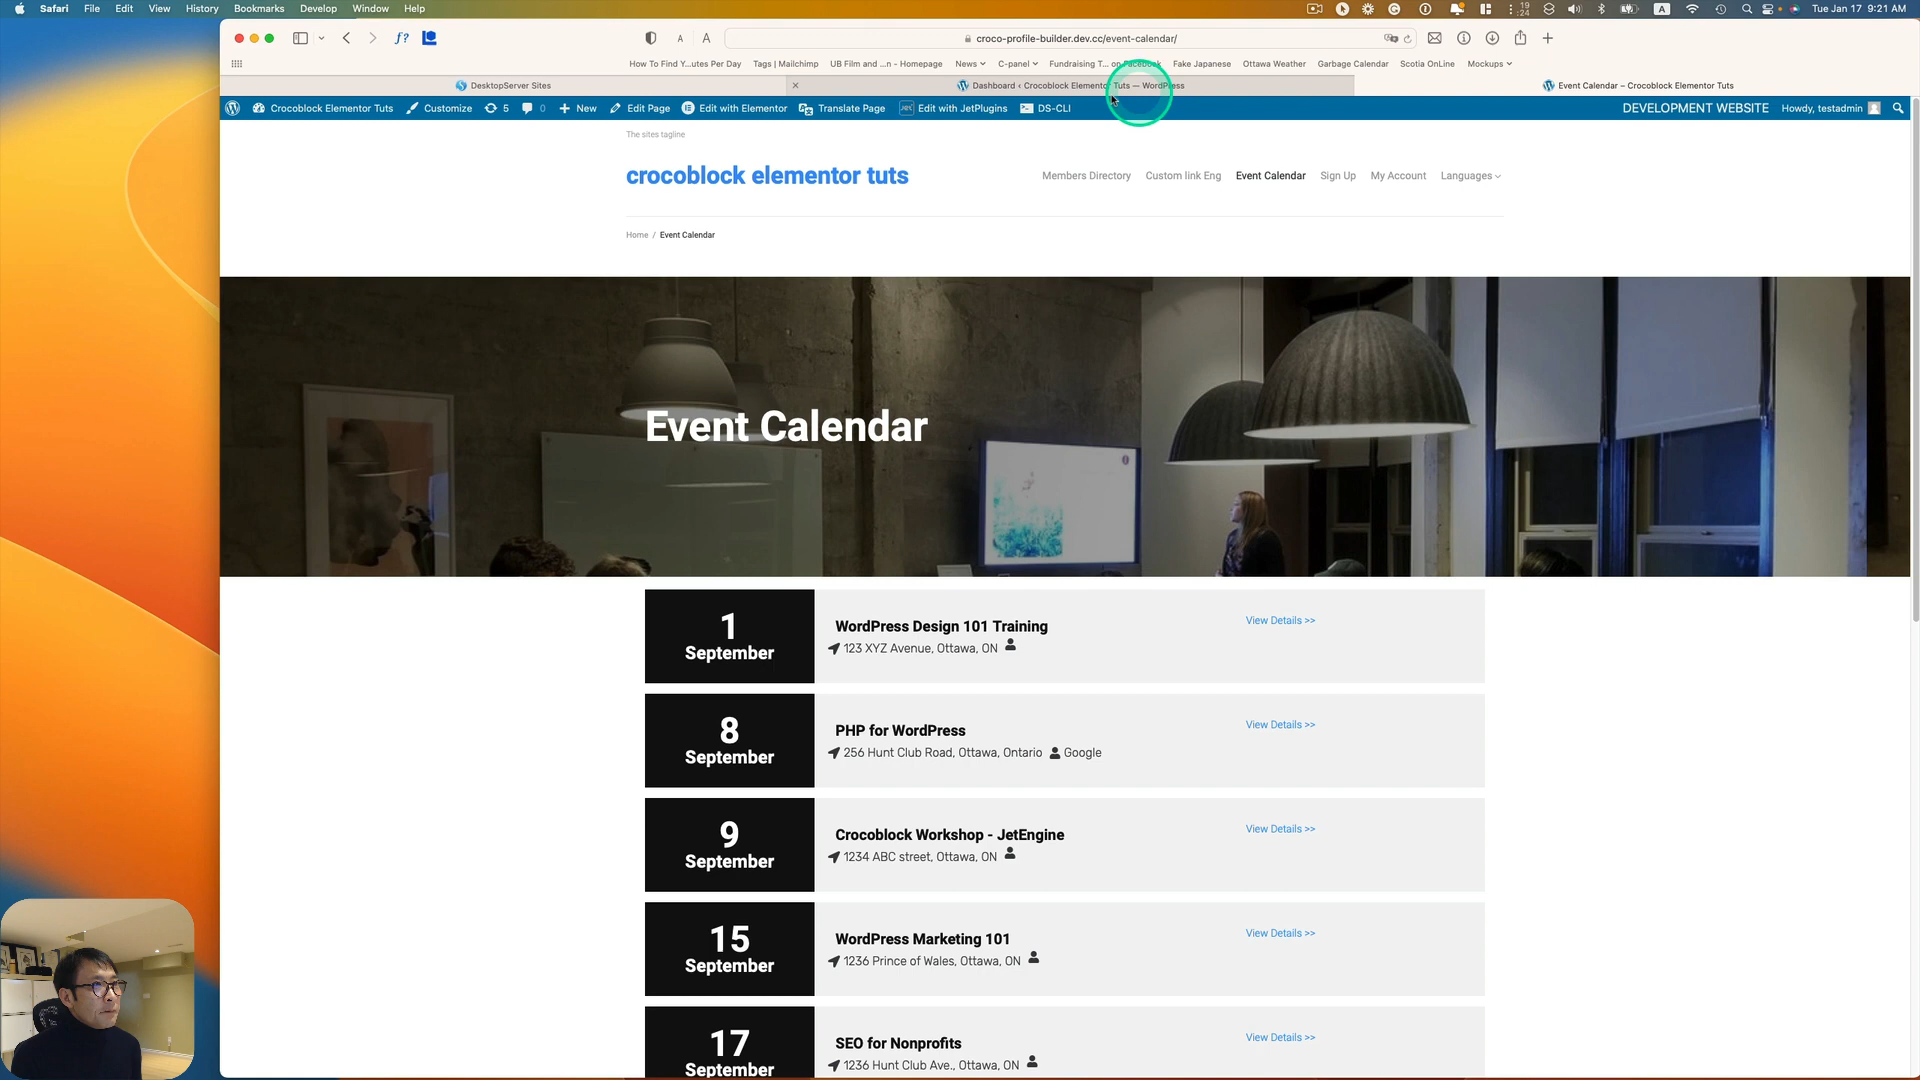 Safari File Edit View History Bookmarks Develop Window Help
19
:24
A
Tue Jan 17 9:21 AM
croco-profile-builder.dev.cc/event-calendar/
How To Find Y...utes Per Day Tags | Mailchimp UB Film and ...n - Homepage News C-panel Fundraising T... on Facebook Fake Japanese Ottawa Weather Garbage Calendar Scotia OnLine Mockups
DesktopServer Sites
Dashboard ‹ Crocoblock Elementor Tuts — WordPress
Event Calendar – Crocoblock Elementor Tuts
Crocoblock Elementor Tuts Customize 5 0 New Edit Page Edit with Elementor Translate Page Edit with JetPlugins DS-CLI DEVELOPMENT WEBSITE Howdy, testadmin
The sites tagline
crocoblock elementor tuts
Members Directory Custom link Eng Event Calendar Sign Up My Account Languages
Home / Event Calendar
Event Calendar
1
September
WordPress Design 101 Training
123 XYZ Avenue, Ottawa, ON
View Details >>
8
September
PHP for WordPress
256 Hunt Club Road, Ottawa, Ontario Google
View Details >>
9
September
Crocoblock Workshop - JetEngine
1234 ABC street, Ottawa, ON
View Details >>
15
September
WordPress Marketing 101
1236 Prince of Wales, Ottawa, ON
View Details >>
17
September
SEO for Nonprofits
1236 Hunt Club Ave., Ottawa, ON
View Details >>